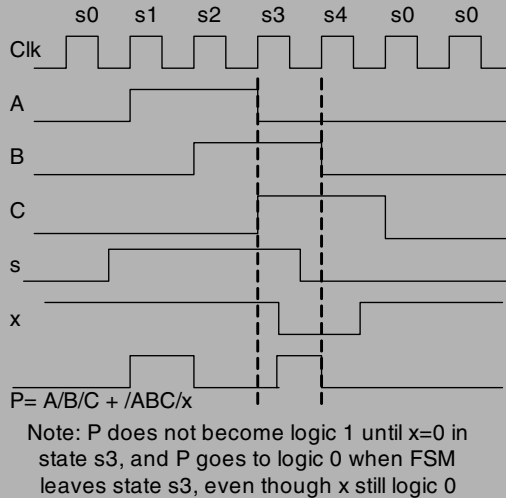 s0 s1 s2 s3 s4 s0 s0
Clk
A
B
C
s
x
P= A/B/C + /ABC/x
Note: P does not become logic 1 until x=0 in
state s3, and P goes to logic 0 when FSM
leaves state s3, even though x still logic 0